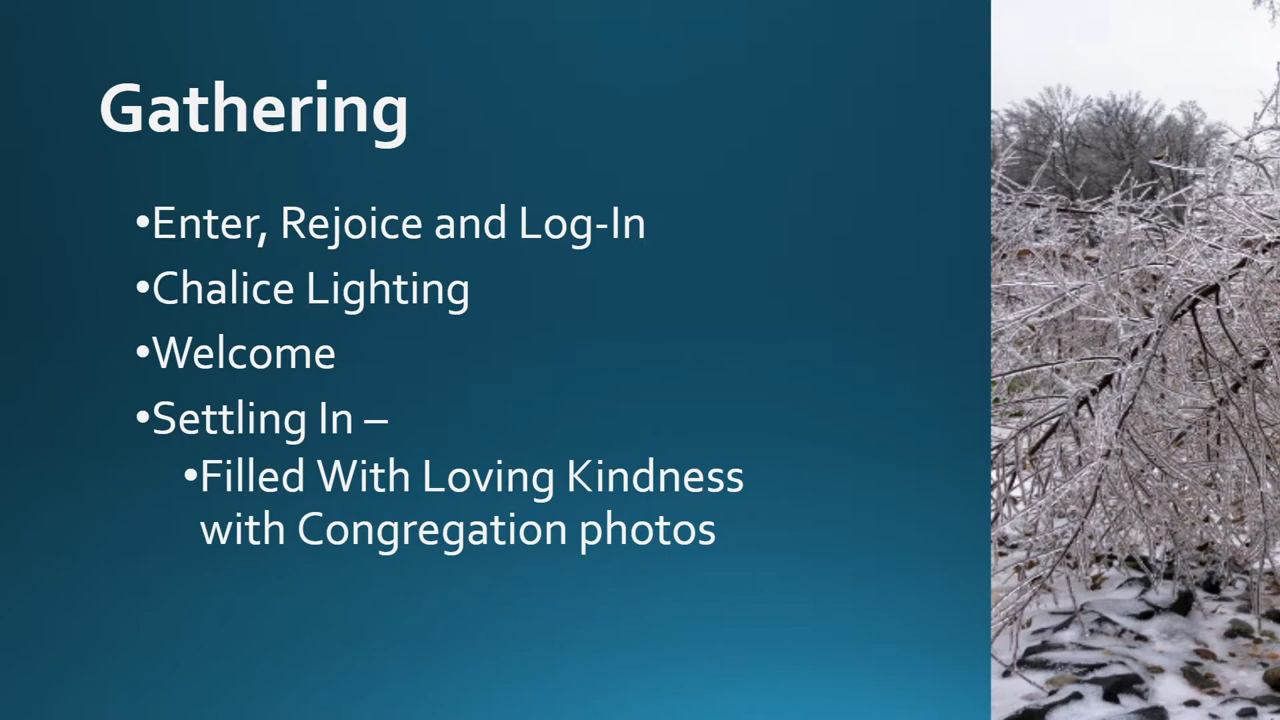 Gathering
•Enter, Rejoice and Log-In
•Chalice Lighting
•Welcome
•Settling In –
•Filled With Loving Kindness
with Congregation photos